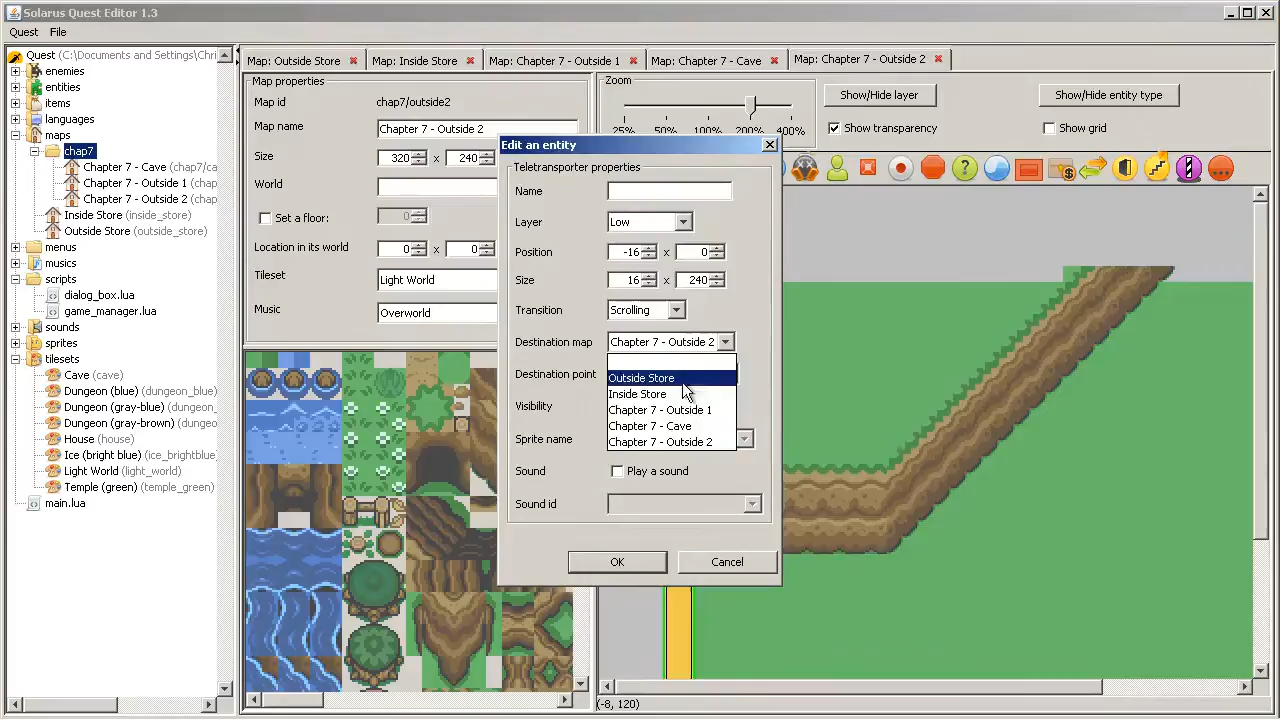 Solarus Quest Editor 1.3
Quest File
Quest (C:\Documents and Settings\Chri
enemies
entities
items
languages
maps
chap7
Chapter 7 - Cave (chap7/ca
Chapter 7 - Outside 1 (chap
Chapter 7 - Outside 2 (chap
Inside Store (inside_store)
Outside Store (outside_store)
menus
musics
scripts
dialog_box.lua
game_manager.lua
sounds
sprites
tilesets
Cave (cave)
Dungeon (blue) (dungeon_blue)
Dungeon (gray-blue) (dungeon
Dungeon (gray-brown) (dungeon
House (house)
Ice (bright blue) (ice_brightblue
Light World (light_world)
Temple (green) (temple_green)
main.lua
Map: Outside Store
Map: Inside Store
Map: Chapter 7 - Outside 1
Map: Chapter 7 - Cave
Map: Chapter 7 - Outside 2
Map properties
Map id chap7/outside2
Map name Chapter 7 - Outside 2
Size 320 x 240
World
Set a floor: 0
Location in its world 0 x 0
Tileset Light World
Music Overworld
Zoom
25% 50% 100% 200% 400%
Show/Hide layer
Show/Hide entity type
Show transparency
Show grid
Edit an entity
Teletransporter properties
Name
Layer Low
Position -16 x 0
Size 16 x 240
Transition Scrolling
Destination map Chapter 7 - Outside 2
Outside Store
Inside Store
Chapter 7 - Outside 1
Chapter 7 - Cave
Chapter 7 - Outside 2
Destination point
Visibility
Sprite name
Sound Play a sound
Sound id
OK Cancel
(-8, 120)